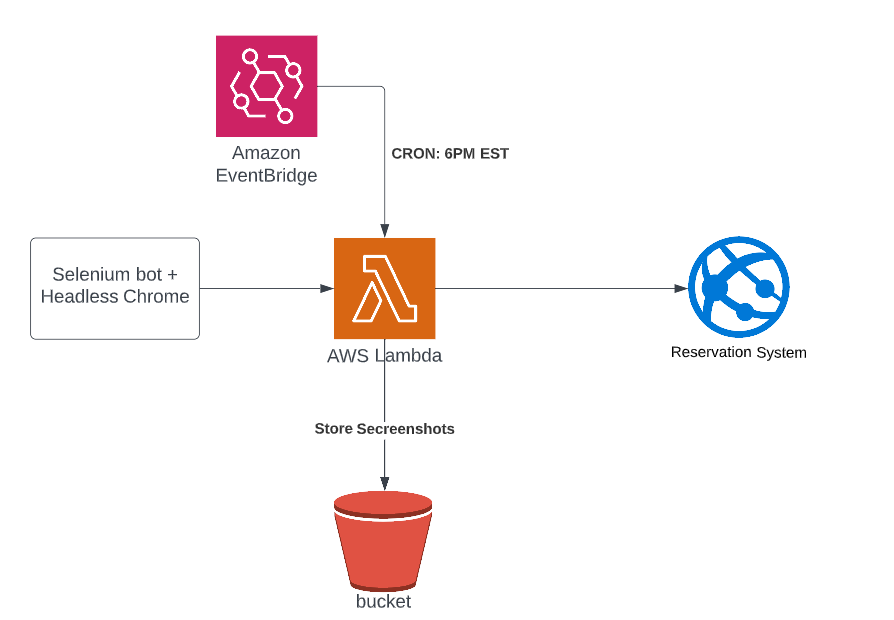 Amazon
EventBridge
CRON: 6PM EST
Selenium bot +
Headless Chrome
AWS Lambda
Reservation System
Store Secreenshots
bucket